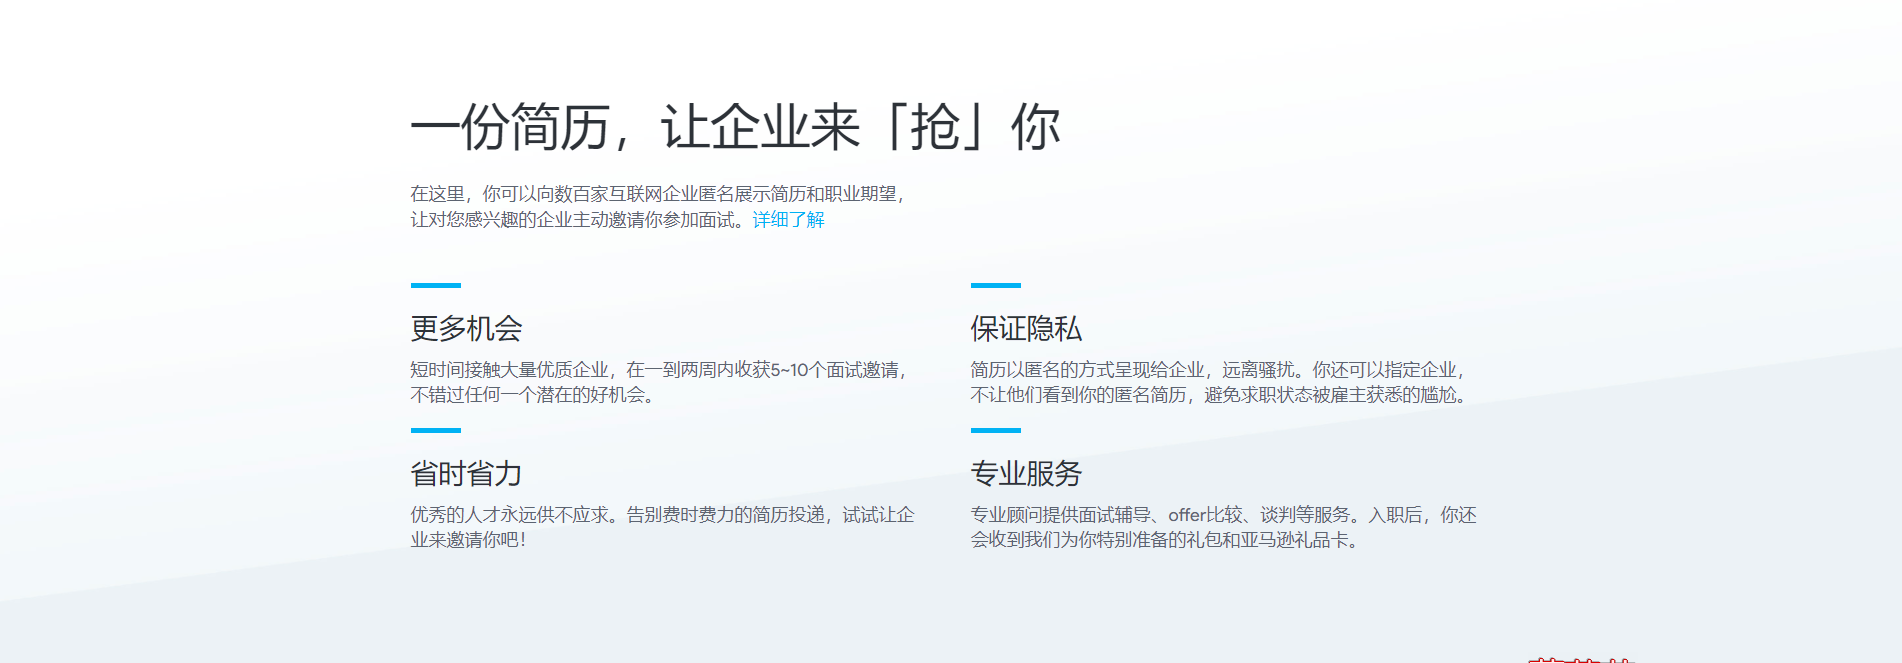 一份简历，让企业来「抢」你
在这里，你可以向数百家互联网企业匿名展示简历和职业期望，
让对您感兴趣的企业主动邀请你参加面试。详细了解
更多机会
短时间接触大量优质企业，在一到两周内收获5~10个面试邀请，
不错过任何一个潜在的好机会。
保证隐私
简历以匿名的方式呈现给企业，远离骚扰。你还可以指定企业，
不让他们看到你的匿名简历，避免求职状态被雇主获悉的尴尬。
省时省力
优秀的人才永远供不应求。告别费时费力的简历投递，试试让企
业来邀请你吧！
专业服务
专业顾问提供面试辅导、offer比较、谈判等服务。入职后，你还
会收到我们为你特别准备的礼包和亚马逊礼品卡。